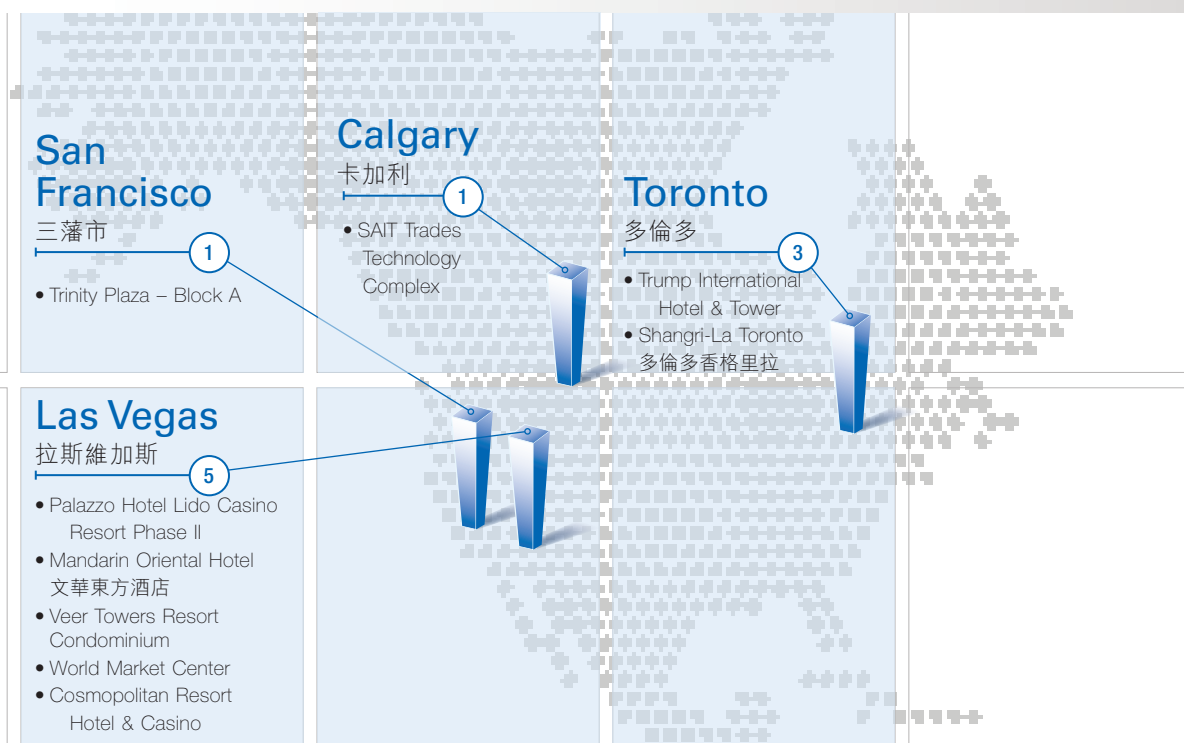 San
Francisco
三藩市
1
• Trinity Plaza – Block A
Calgary
卡加利
1
• SAIT Trades
Technology
Complex
Toronto
多倫多
3
• Trump International
Hotel & Tower
• Shangri-La Toronto
多倫多香格里拉
Las Vegas
拉斯維加斯
5
• Palazzo Hotel Lido Casino
Resort Phase II
• Mandarin Oriental Hotel
文華東方酒店
• Veer Towers Resort
Condominium
• World Market Center
• Cosmopolitan Resort
Hotel & Casino